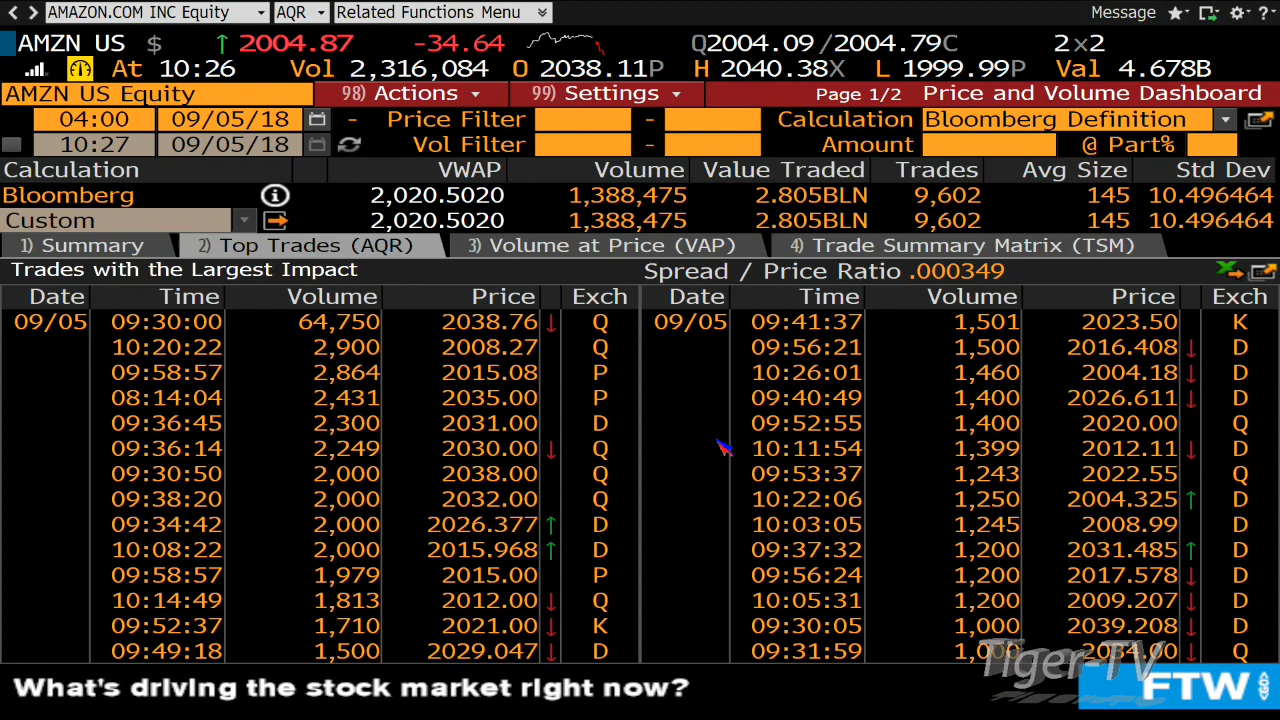 AMAZON.COM INC Equity AQR Related Functions Menu Message ?
AMZN US $ ↑ 2004.87 -34.64 Q2004.09/2004.79C 2x2
At 10:26 Vol 2,316,084 O 2038.11P H 2040.38X L 1999.99P Val 4.678B
AMZN US Equity 98) Actions 99) Settings Page 1/2 Price and Volume Dashboard
04:00 09/05/18 - Price Filter - Calculation Bloomberg Definition
10:27 09/05/18 Vol Filter - Amount @ Part%
Calculation VWAP Volume Value Traded Trades Avg Size Std Dev
Bloomberg 2,020.5020 1,388,475 2.805BLN 9,602 145 10.496464
Custom 2,020.5020 1,388,475 2.805BLN 9,602 145 10.496464
1) Summary 2) Top Trades (AQR) 3) Volume at Price (VAP) 4) Trade Summary Matrix (TSM)
Trades with the Largest Impact Spread / Price Ratio .000349
Date Time Volume Price Exch Date Time Volume Price Exch
09/05 09:30:00 64,750 2038.76 ↓ Q 09/05 09:41:37 1,501 2023.50 K
10:20:22 2,900 2008.27 Q 09:56:21 1,500 2016.408 ↓ D
09:58:57 2,864 2015.08 P 10:26:01 1,460 2004.18 ↓ D
08:14:04 2,431 2035.00 P 09:40:49 1,400 2026.611 ↓ D
09:36:45 2,300 2031.00 D 09:52:55 1,400 2020.00 Q
09:36:14 2,249 2030.00 ↓ Q 10:11:54 1,399 2012.11 ↓ D
09:30:50 2,000 2038.00 Q 09:53:37 1,243 2022.55 Q
09:38:20 2,000 2032.00 Q 10:22:06 1,250 2004.325 ↑ D
09:34:42 2,000 2026.377 ↑ D 10:03:05 1,245 2008.99 D
10:08:22 2,000 2015.968 ↑ D 09:37:32 1,200 2031.485 ↑ D
09:58:57 1,979 2015.00 P 09:56:24 1,200 2017.578 ↓ D
10:14:49 1,813 2012.00 ↓ Q 10:05:31 1,200 2009.207 ↓ D
09:52:37 1,710 2021.00 ↓ K 09:30:05 1,000 2039.208 ↓ D
09:49:18 1,500 2029.047 ↓ D 09:31:59 1,000 2034.00 ↓ Q
Tiger-TV
What's driving the stock market right now? FTW